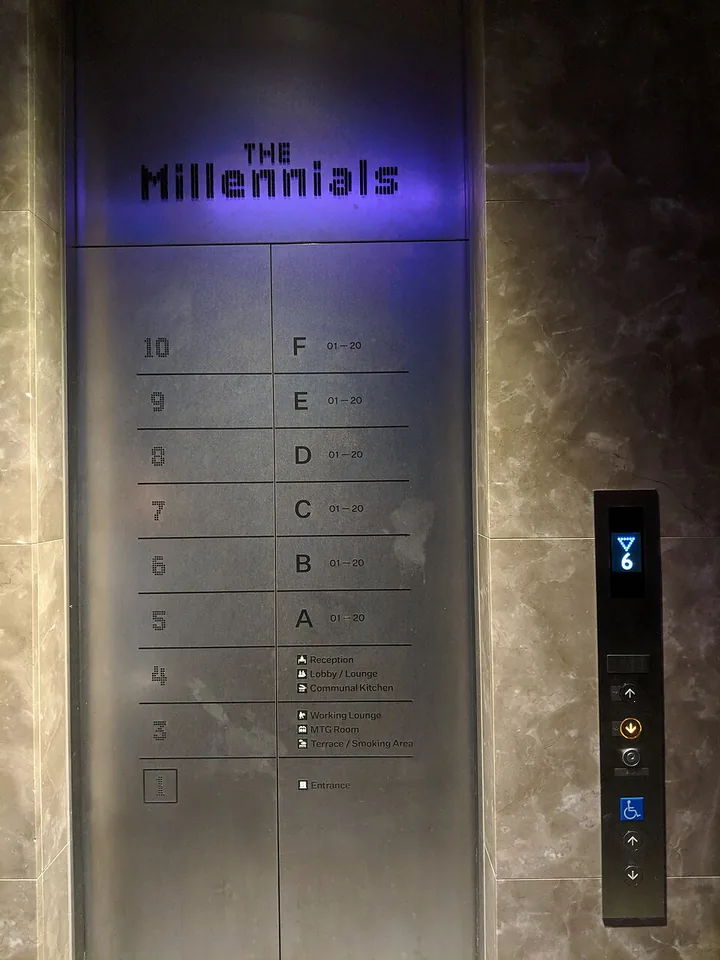 THE
Millennials
10 F 01–20
9 E 01–20
8 D 01–20
7 C 01–20
6 B 01–20
5 A 01–20
4 Reception
Lobby / Lounge
Communal Kitchen
3 Working Lounge
MTG Room
Terrace / Smoking Area
1 Entrance
6